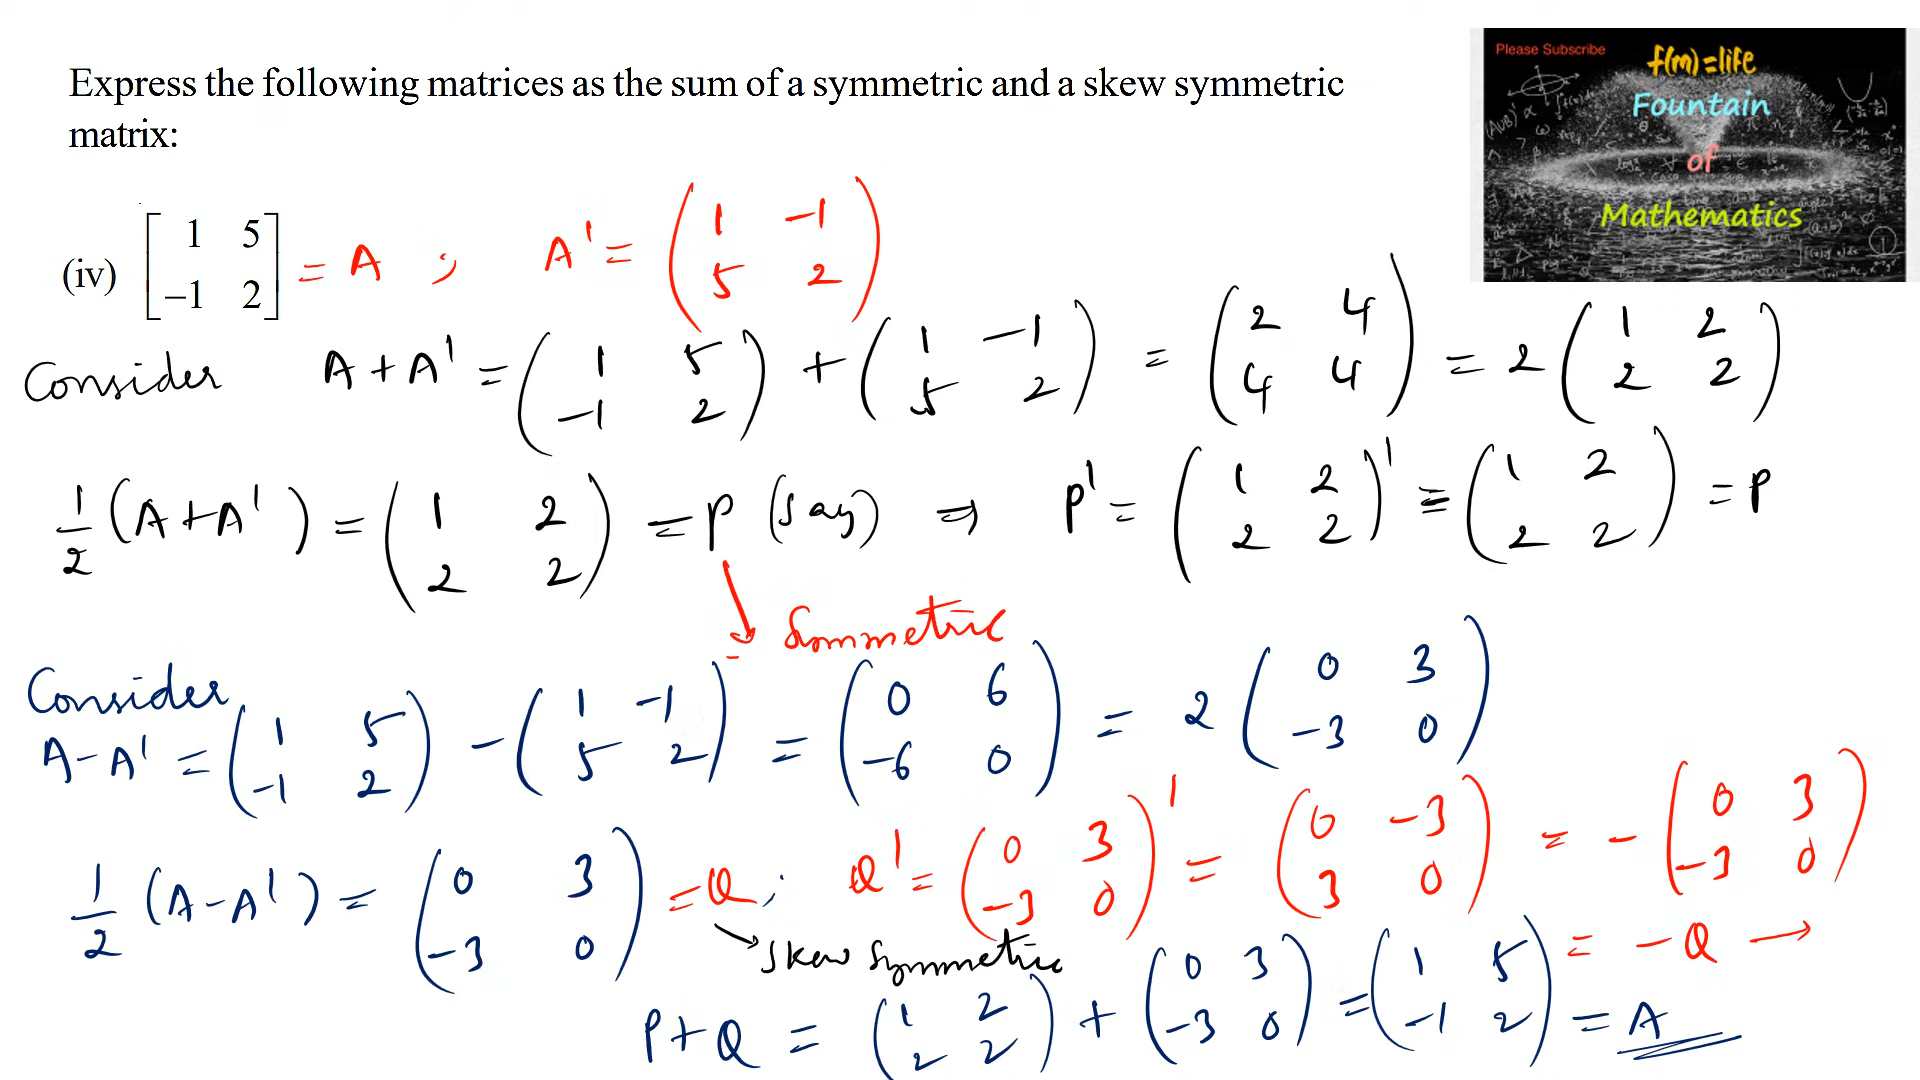 Please Subscribe
f(m)=life
Fountain
of
Mathematics
Express the following matrices as the sum of a symmetric and a skew symmetric
matrix:
(iv) [1 5; –1 2] = A ; A' = (1 -1; 5 2)
Consider A+A' = (1 5; -1 2) + (1 -1; 5 2) = (2 4; 4 4) = 2 (1 2; 2 2)
1/2 (A+A') = (1 2; 2 2) = P (say) ⇒ P' = (1 2; 2 2)' = (1 2; 2 2) = P
Symmetric
Consider
A-A' = (1 5; -1 2) - (1 -1; 5 2) = (0 6; -6 0) = 2 (0 3; -3 0)
1/2 (A-A') = (0 3; -3 0) = Q; Q' = (0 3; -3 0)' = (0 -3; 3 0) = - (0 3; -3 0)
= -Q →
Skew Symmetric
P+Q = (1 2; 2 2) + (0 3; -3 0) = (1 5; -1 2) = A